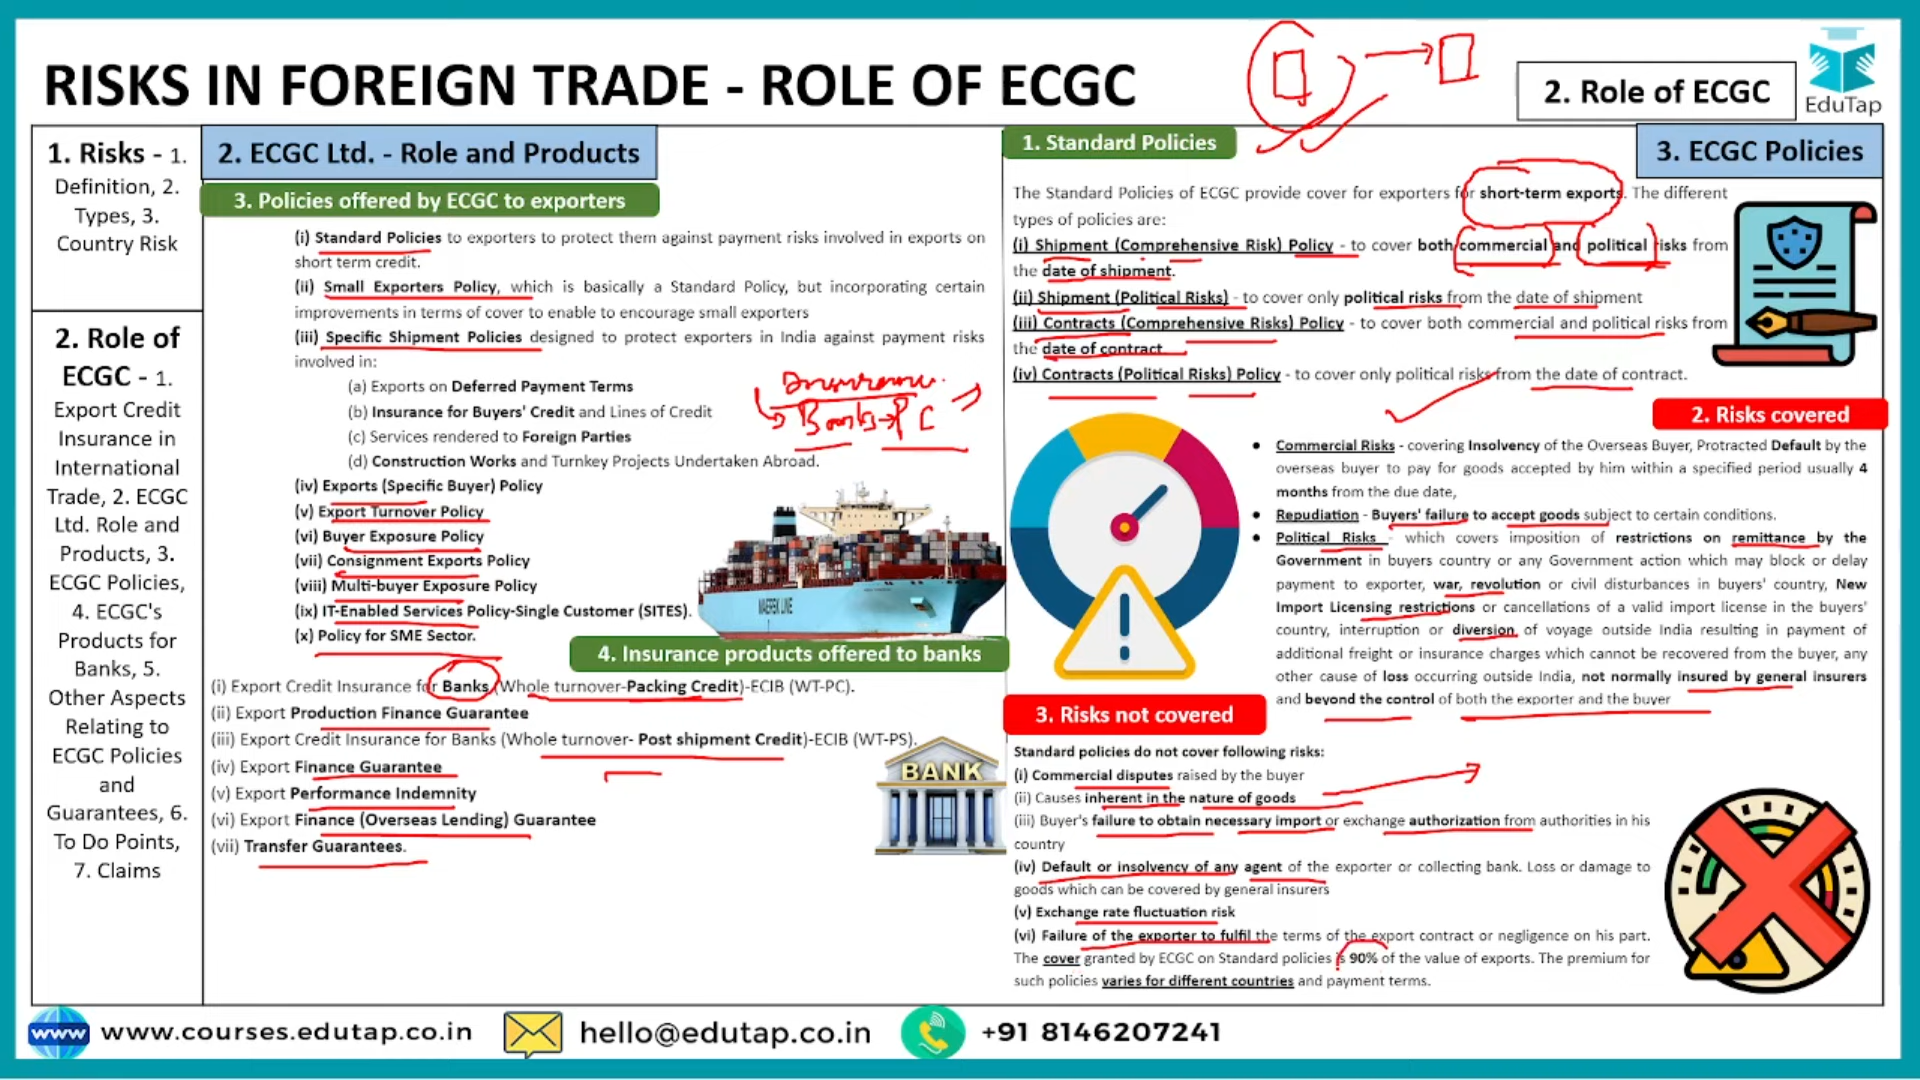 RISKS IN FOREIGN TRADE - ROLE OF ECGC
2. Role of ECGC
EduTap
1. Risks - 1.
Definition, 2.
Types, 3.
Country Risk
2. Role of
ECGC - 1.
Export Credit
Insurance in
International
Trade, 2. ECGC
Ltd. Role and
Products, 3.
ECGC Policies,
4. ECGC's
Products for
Banks, 5.
Other Aspects
Relating to
ECGC Policies
and
Guarantees, 6.
To Do Points,
7. Claims
2. ECGC Ltd. - Role and Products
3. Policies offered by ECGC to exporters
(i) Standard Policies to exporters to protect them against payment risks involved in exports on
short term credit.
(ii) Small Exporters Policy, which is basically a Standard Policy, but incorporating certain
improvements in terms of cover to enable to encourage small exporters
(iii) Specific Shipment Policies designed to protect exporters in India against payment risks
involved in:
(a) Exports on Deferred Payment Terms
(b) Insurance for Buyers' Credit and Lines of Credit
(c) Services rendered to Foreign Parties
(d) Construction Works and Turnkey Projects Undertaken Abroad.
Insurance
Banks → PC
(iv) Exports (Specific Buyer) Policy
(v) Export Turnover Policy
(vi) Buyer Exposure Policy
(vii) Consignment Exports Policy
(viii) Multi-buyer Exposure Policy
(ix) IT-Enabled Services Policy-Single Customer (SITES).
(x) Policy for SME Sector.
MAERSK LINE
4. Insurance products offered to banks
(i) Export Credit Insurance for Banks (Whole turnover-Packing Credit)-ECIB (WT-PC).
(ii) Export Production Finance Guarantee
(iii) Export Credit Insurance for Banks (Whole turnover- Post shipment Credit)-ECIB (WT-PS).
(iv) Export Finance Guarantee
(v) Export Performance Indemnity
(vi) Export Finance (Overseas Lending) Guarantee
(vii) Transfer Guarantees.
BANK
3. ECGC Policies
1. Standard Policies
The Standard Policies of ECGC provide cover for exporters for short-term exports. The different
types of policies are:
(i) Shipment (Comprehensive Risk) Policy - to cover both commercial and political risks from
the date of shipment.
(ii) Shipment (Political Risks) - to cover only political risks from the date of shipment
(iii) Contracts (Comprehensive Risks) Policy - to cover both commercial and political risks from
the date of contract
(iv) Contracts (Political Risks) Policy - to cover only political risks from the date of contract.
2. Risks covered
Commercial Risks - covering Insolvency of the Overseas Buyer, Protracted Default by the
overseas buyer to pay for goods accepted by him within a specified period usually 4
months from the due date,
Repudiation - Buyers' failure to accept goods subject to certain conditions.
Political Risks - which covers imposition of restrictions on remittance by the
Government in buyers country or any Government action which may block or delay
payment to exporter, war, revolution or civil disturbances in buyers' country, New
Import Licensing restrictions or cancellations of a valid import license in the buyers'
country, interruption or diversion of voyage outside India resulting in payment of
additional freight or insurance charges which cannot be recovered from the buyer, any
other cause of loss occurring outside India, not normally insured by general insurers
and beyond the control of both the exporter and the buyer
3. Risks not covered
Standard policies do not cover following risks:
(i) Commercial disputes raised by the buyer
(ii) Causes inherent in the nature of goods
(iii) Buyer's failure to obtain necessary import or exchange authorization from authorities in his
country
(iv) Default or insolvency of any agent of the exporter or collecting bank. Loss or damage to
goods which can be covered by general insurers
(v) Exchange rate fluctuation risk
(vi) Failure of the exporter to fulfil the terms of the export contract or negligence on his part.
The cover granted by ECGC on Standard policies is 90% of the value of exports. The premium for
such policies varies for different countries and payment terms.
www
www.courses.edutap.co.in
hello@edutap.co.in
+91 8146207241